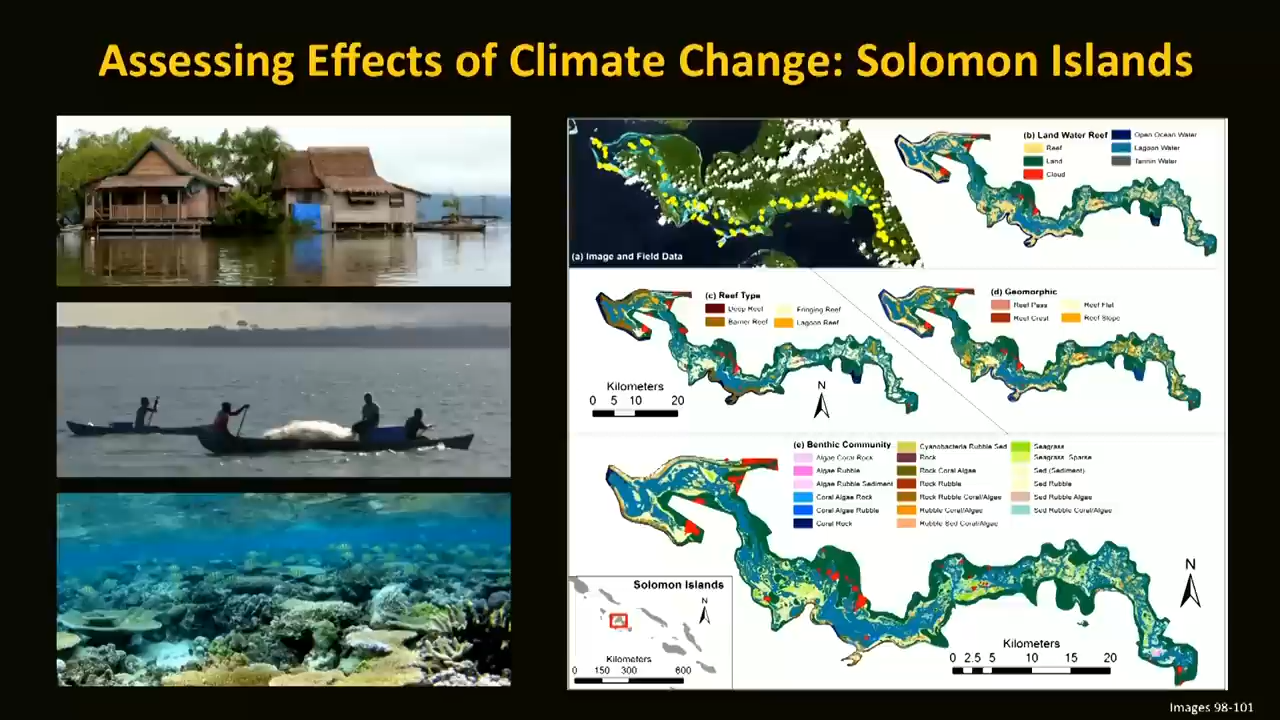 Assessing Effects of Climate Change: Solomon Islands
(a) Image and Field Data
(b) Land Water Reef
Reef
Land
Cloud
Open Ocean Water
Lagoon Water
Tannin Water
(c) Reef Type
Deep Reef
Barrier Reef
Fringing Reef
Lagoon Reef
Kilometers
0 5 10 20
N
(d) Geomorphic
Reef Pass
Reef Crest
Reef Flat
Reef Slope
(e) Benthic Community
Algae Coral Rock
Algae Rubble
Algae Rubble Sediment
Coral Algae Rock
Coral Algae Rubble
Coral Rock
Cyanobacteria Rubble Sed
Rock
Rock Coral Algae
Rock Rubble
Rock Rubble Coral/Algae
Rubble Coral/Algae
Rubble Sed Coral/Algae
Seagrass
Seagrass Sparse
Sed (Sediment)
Sed Rubble
Sed Rubble Algae
Sed Rubble Coral/Algae
Solomon Islands
N
Kilometers
0 150 300 600
N
Kilometers
0 2.5 5 10 15 20
Images 98-101